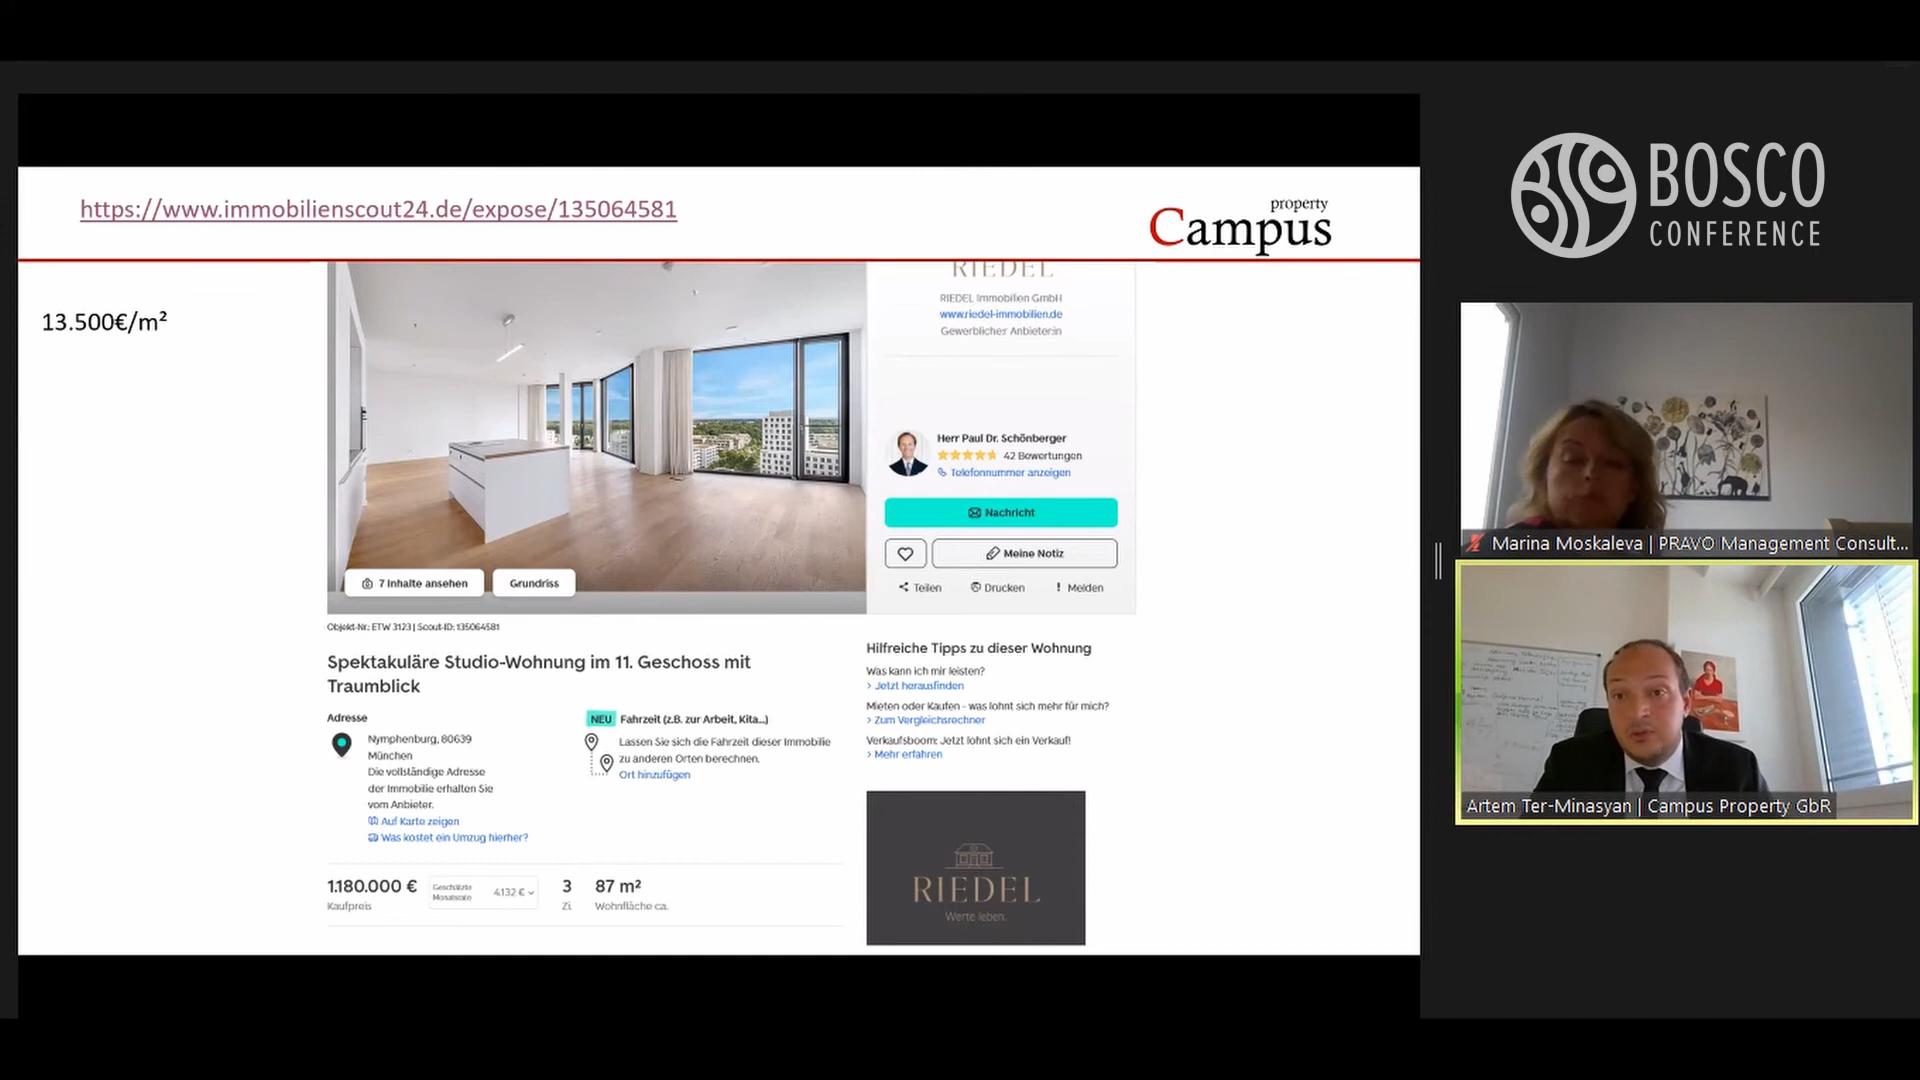 https://www.immobilienscout24.de/expose/135064581
property
Campus
13.500€/m²
RIEDEL
RIEDEL Immobilien GmbH
www.riedel-immobilien.de
Gewerbliche:r Anbieter:in
Herr Paul Dr. Schönberger
42 Bewertungen
Telefonnummer anzeigen
Nachricht
Meine Notiz
Teilen
Drucken
Melden
7 Inhalte ansehen
Grundriss
Objekt-Nr.: ETW 3123 | Scout-ID: 135064581
Spektakuläre Studio-Wohnung im 11. Geschoss mit
Traumblick
Adresse
Nymphenburg, 80639
München
Die vollständige Adresse
der Immobilie erhalten Sie
vom Anbieter.
Auf Karte zeigen
Was kostet ein Umzug hierher?
NEU Fahrzeit (z.B. zur Arbeit, Kita...)
Lassen Sie sich die Fahrzeit dieser Immobilie
zu anderen Orten berechnen.
Ort hinzufügen
1.180.000 €
Kaufpreis
Geschätzte
Monatsrate
4.132 €
3
Zi.
87 m²
Wohnfläche ca.
Hilfreiche Tipps zu dieser Wohnung
Was kann ich mir leisten?
> Jetzt herausfinden
Mieten oder Kaufen - was lohnt sich mehr für mich?
> Zum Vergleichsrechner
Verkaufsboom: Jetzt lohnt sich ein Verkauf!
> Mehr erfahren
RIEDEL
Werte leben.
BOSCO
CONFERENCE
Marina Moskaleva | PRAVO Management Consult...
Artem Ter-Minasyan | Campus Property GbR